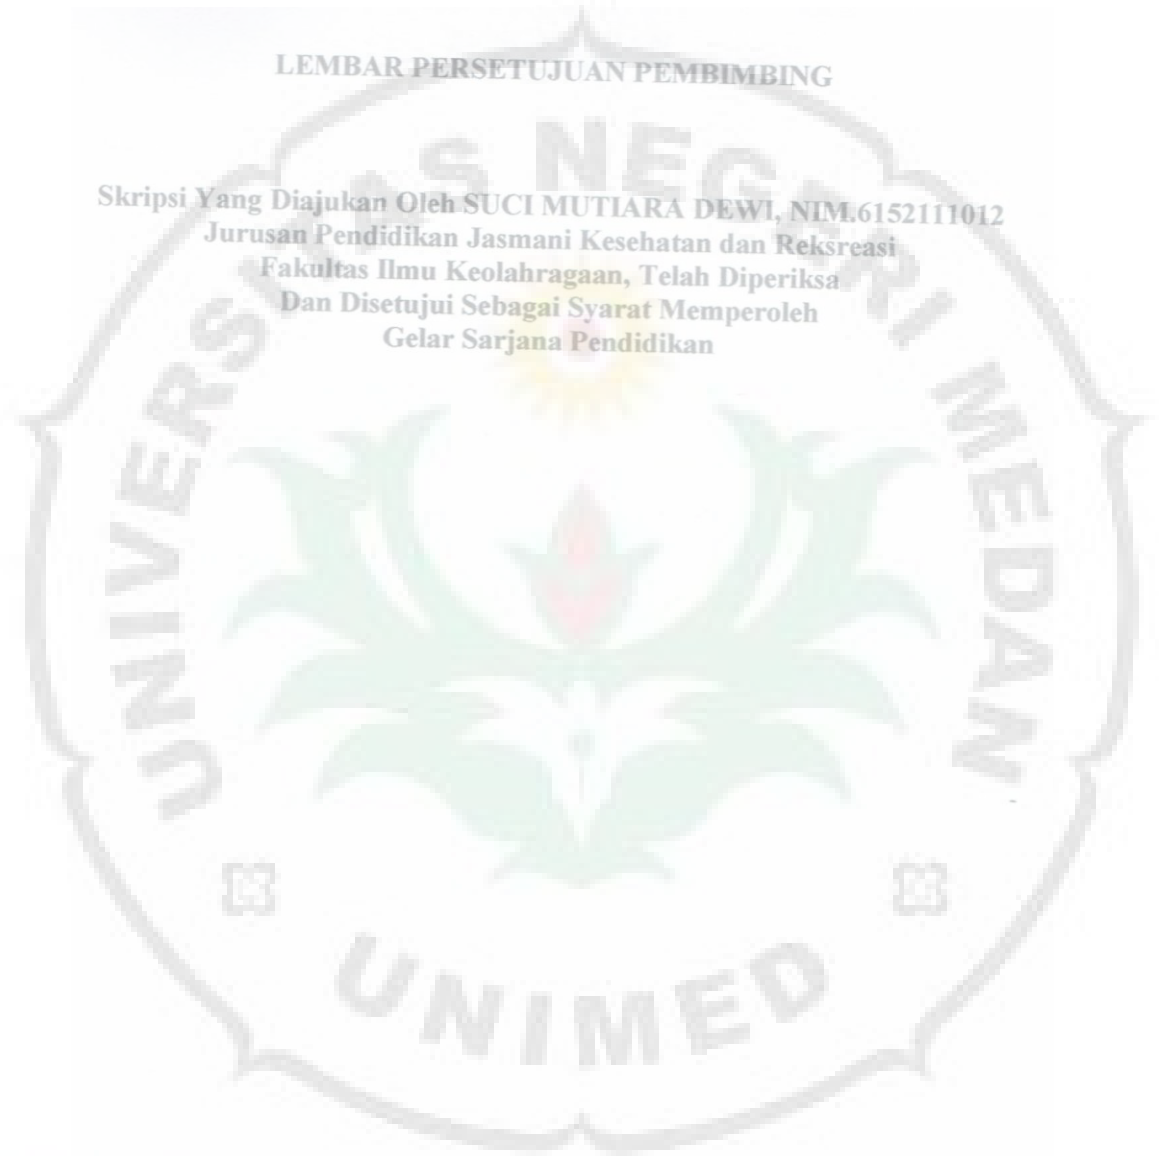 LEMBAR PERSETUJUAN PEMBIMBING
Skripsi Yang Diajukan Oleh SUCI MUTIARA DEWI, NIM.6152111012
Jurusan Pendidikan Jasmani Kesehatan dan Reksreasi
Fakultas Ilmu Keolahragaan, Telah Diperiksa
Dan Disetujui Sebagai Syarat Memperoleh
Gelar Sarjana Pendidikan
UNIVERSITAS NEGERI MEDAN
UNIMED